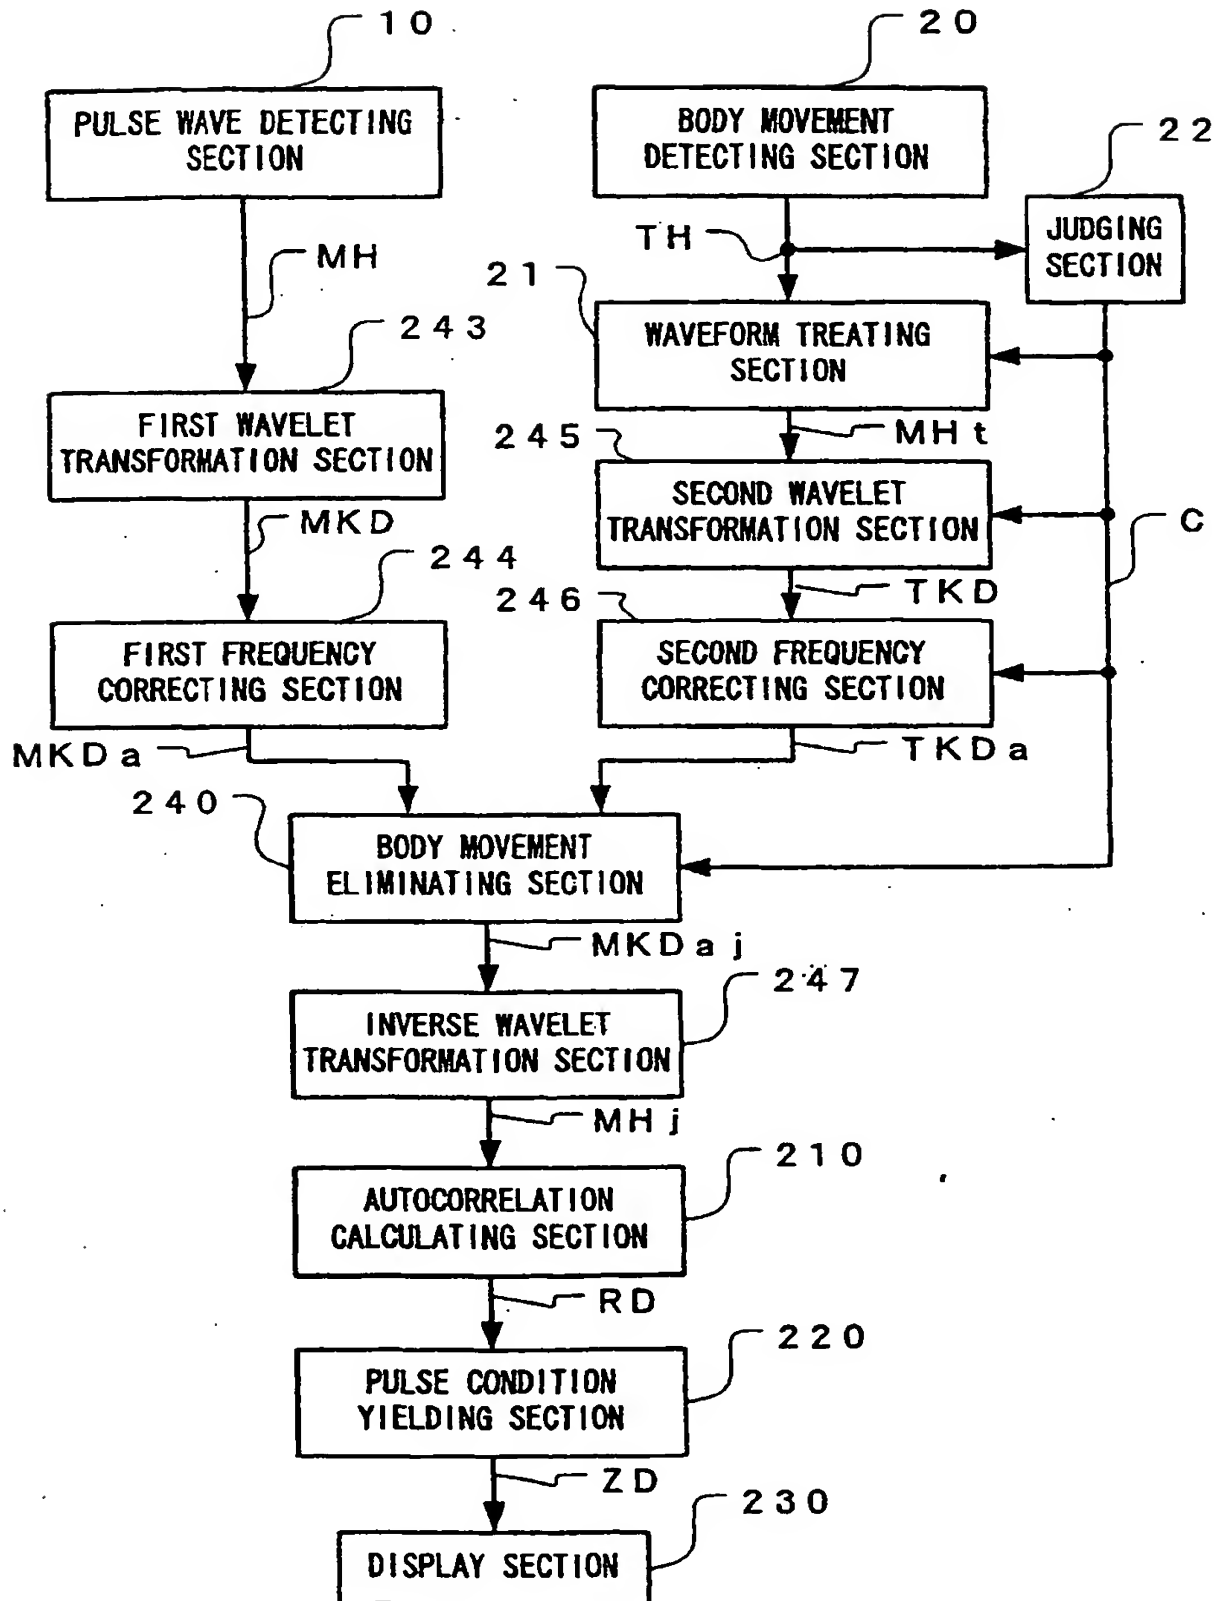 10
20
PULSE WAVE DETECTING
SECTION
BODY MOVEMENT
DETECTING SECTION
22
JUDGING
SECTION
TH
MH
21
WAVEFORM TREATING
SECTION
243
FIRST WAVELET
TRANSFORMATION SECTION
MHt
245
SECOND WAVELET
TRANSFORMATION SECTION
C
MKD
244
TKD
246
FIRST FREQUENCY
CORRECTING SECTION
SECOND FREQUENCY
CORRECTING SECTION
MKDa
TKDa
240
BODY MOVEMENT
ELIMINATING SECTION
MKDaj
247
INVERSE WAVELET
TRANSFORMATION SECTION
MHj
210
AUTOCORRELATION
CALCULATING SECTION
RD
220
PULSE CONDITION
YIELDING SECTION
ZD
230
DISPLAY SECTION